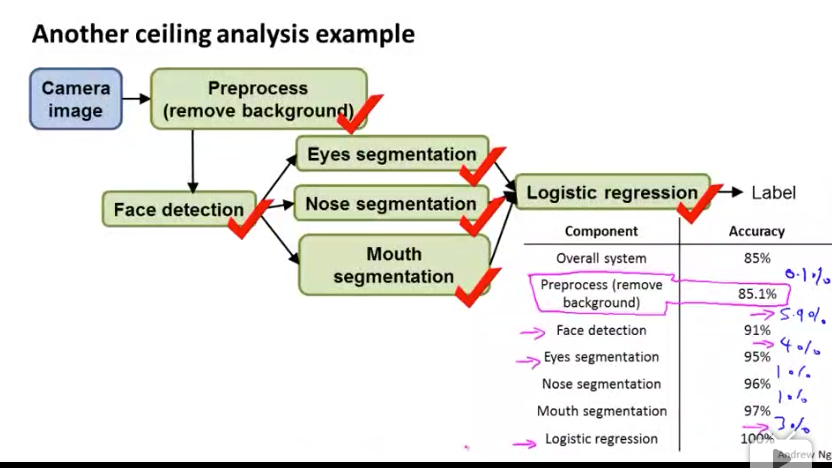 Another ceiling analysis example
Camera
image
Preprocess
(remove background)
Eyes segmentation
Face detection
Nose segmentation
Mouth
segmentation
Logistic regression
Label
Component Accuracy
Overall system 85%
0.1%
Preprocess (remove
background) 85.1%
5.9%
Face detection 91%
4%
Eyes segmentation 95%
1%
Nose segmentation 96%
1%
Mouth segmentation 97%
3%
Logistic regression 100%
Andrew Ng